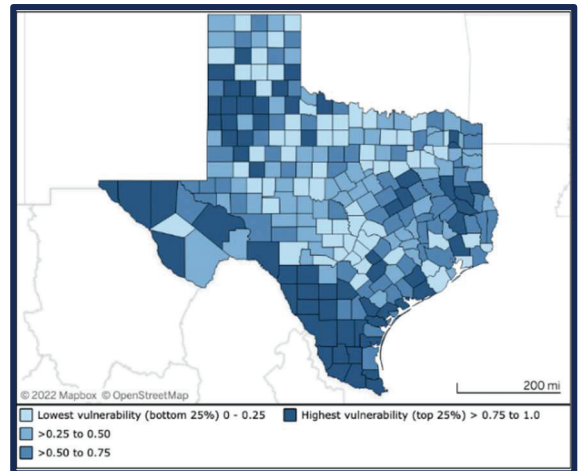 200 mi
© 2022 Mapbox © OpenStreetMap
Lowest vulnerability (bottom 25%) 0 - 0.25 Highest vulnerability (top 25%) > 0.75 to 1.0
>0.25 to 0.50
>0.50 to 0.75